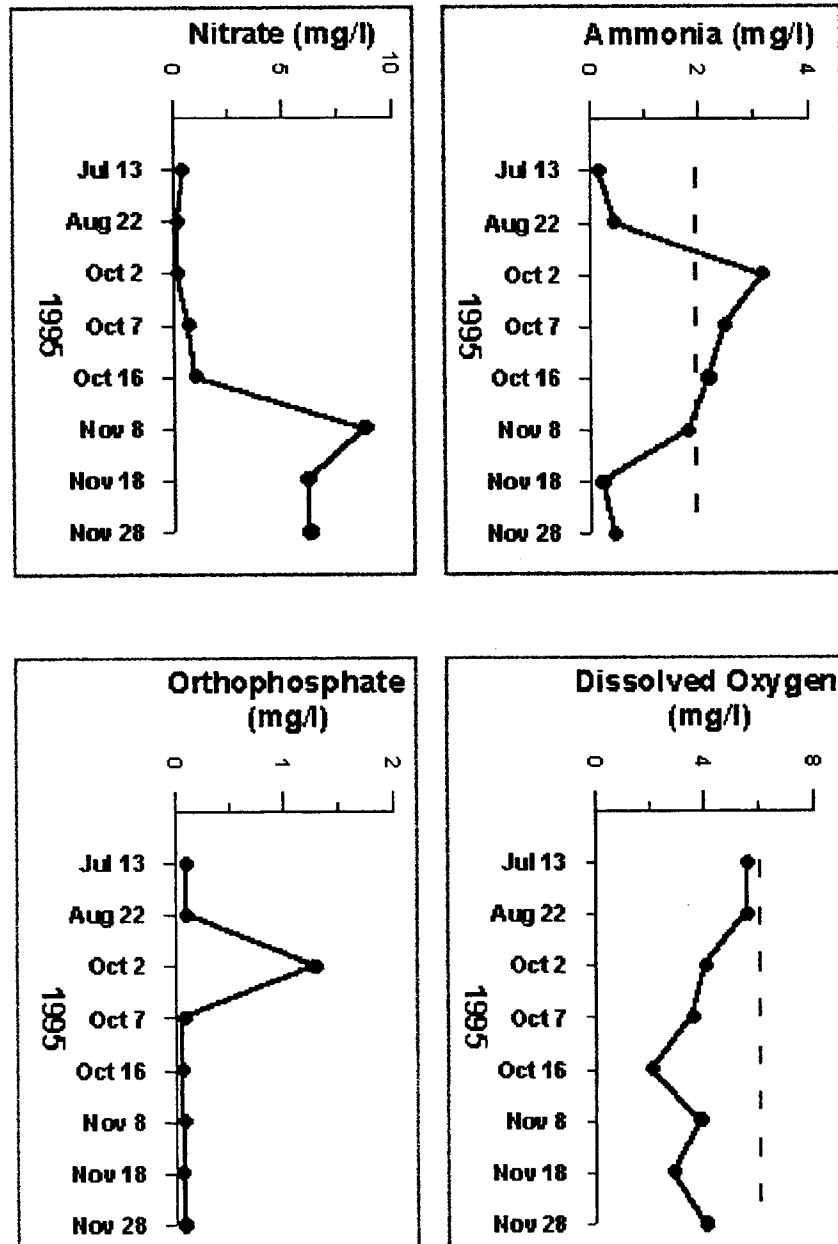 Nitrate (mg/l)
0 5 10
Jul 13
Aug 22
Oct 2
Oct 7
Oct 16
Nov 8
Nov 18
Nov 28
1995
Ammonia (mg/l)
0 2 4
Jul 13
Aug 22
Oct 2
Oct 7
Oct 16
Nov 8
Nov 18
Nov 28
1995
Orthophosphate
(mg/l)
0 1 2
Jul 13
Aug 22
Oct 2
Oct 7
Oct 16
Nov 8
Nov 18
Nov 28
1995
Dissolved Oxygen
(mg/l)
0 4 8
Jul 13
Aug 22
Oct 2
Oct 7
Oct 16
Nov 8
Nov 18
Nov 28
1995